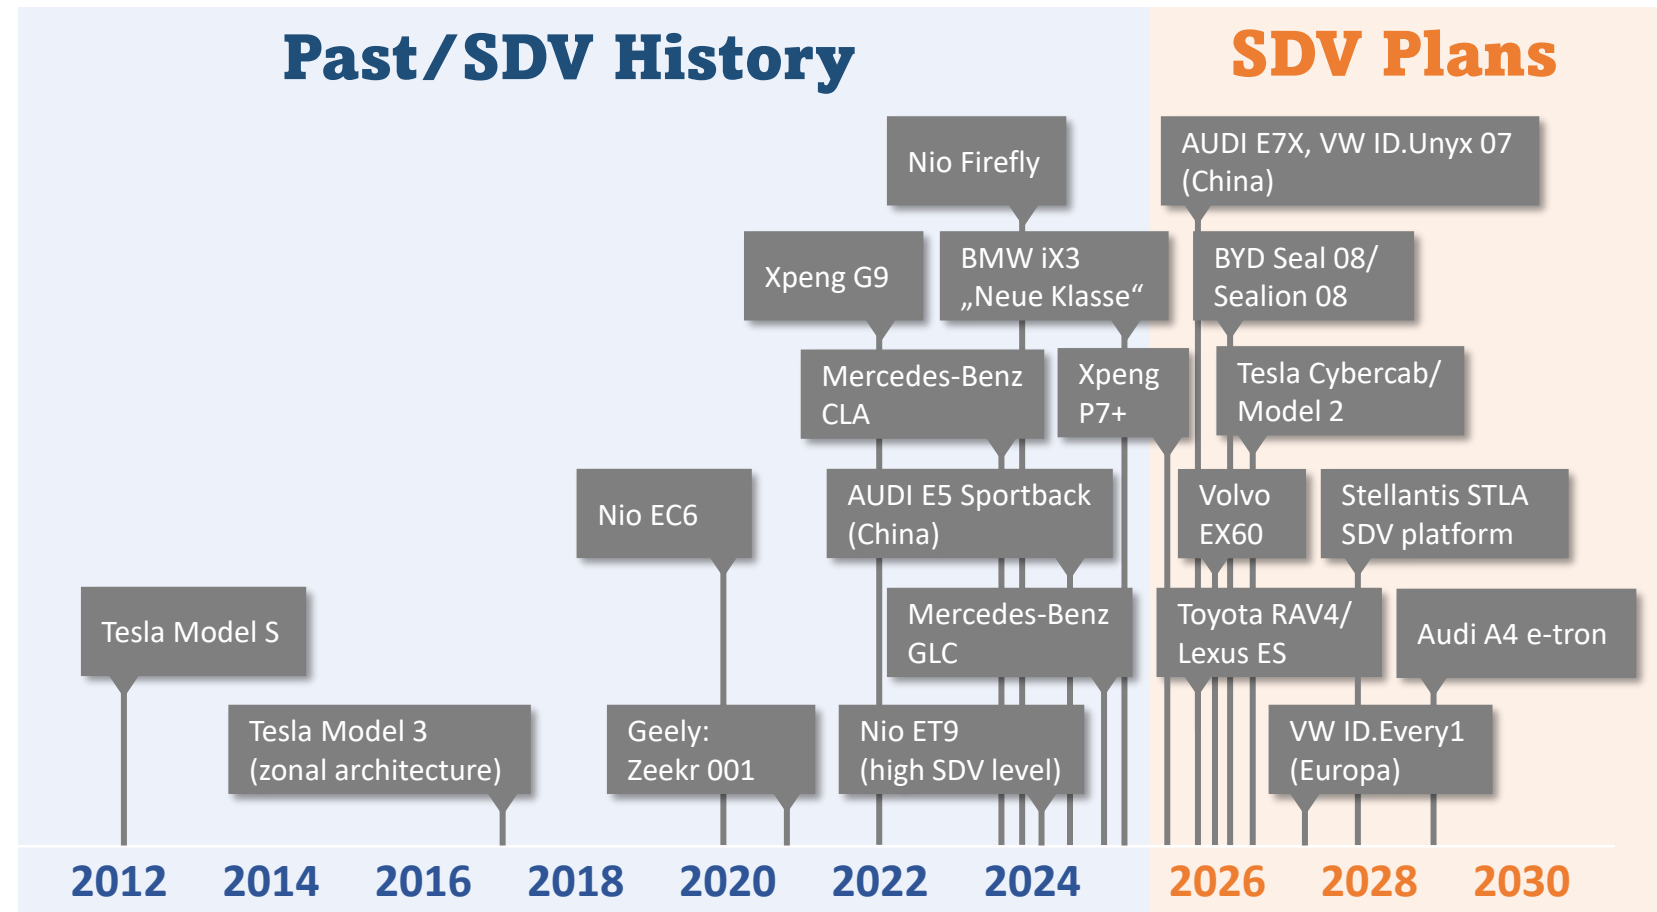 Past/SDV History
SDV Plans
Nio Firefly
AUDI E7X, VW ID.Unyx 07
(China)
Xpeng G9
BMW iX3
„Neue Klasse“
BYD Seal 08/
Sealion 08
Mercedes-Benz
CLA
Xpeng
P7+
Tesla Cybercab/
Model 2
Nio EC6
AUDI E5 Sportback
(China)
Volvo
EX60
Stellantis STLA
SDV platform
Tesla Model S
Mercedes-Benz
GLC
Toyota RAV4/
Lexus ES
Audi A4 e-tron
Tesla Model 3
(zonal architecture)
Geely:
Zeekr 001
Nio ET9
(high SDV level)
VW ID.Every1
(Europa)
2012 2014 2016 2018 2020 2022 2024 2026 2028 2030